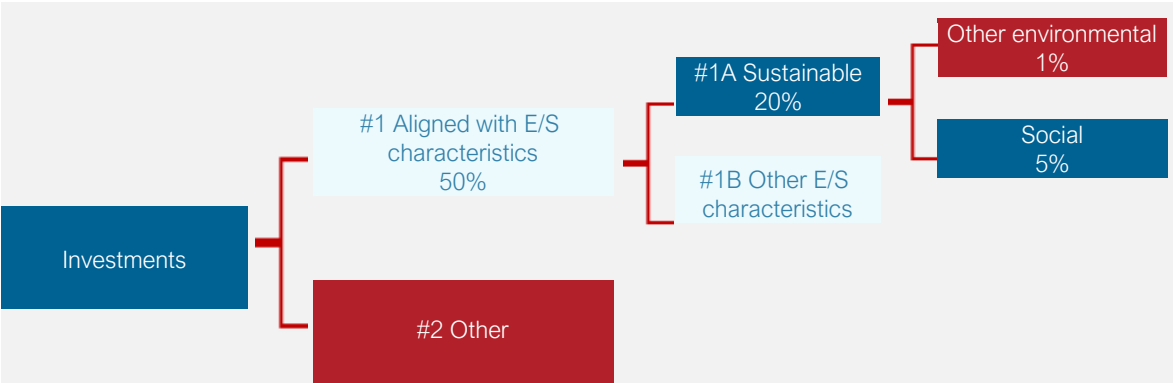 Other environmental
1%
#1A Sustainable
20%
#1 Aligned with E/S
characteristics
50%
Social
5%
#1B Other E/S
characteristics
Investments
#2 Other